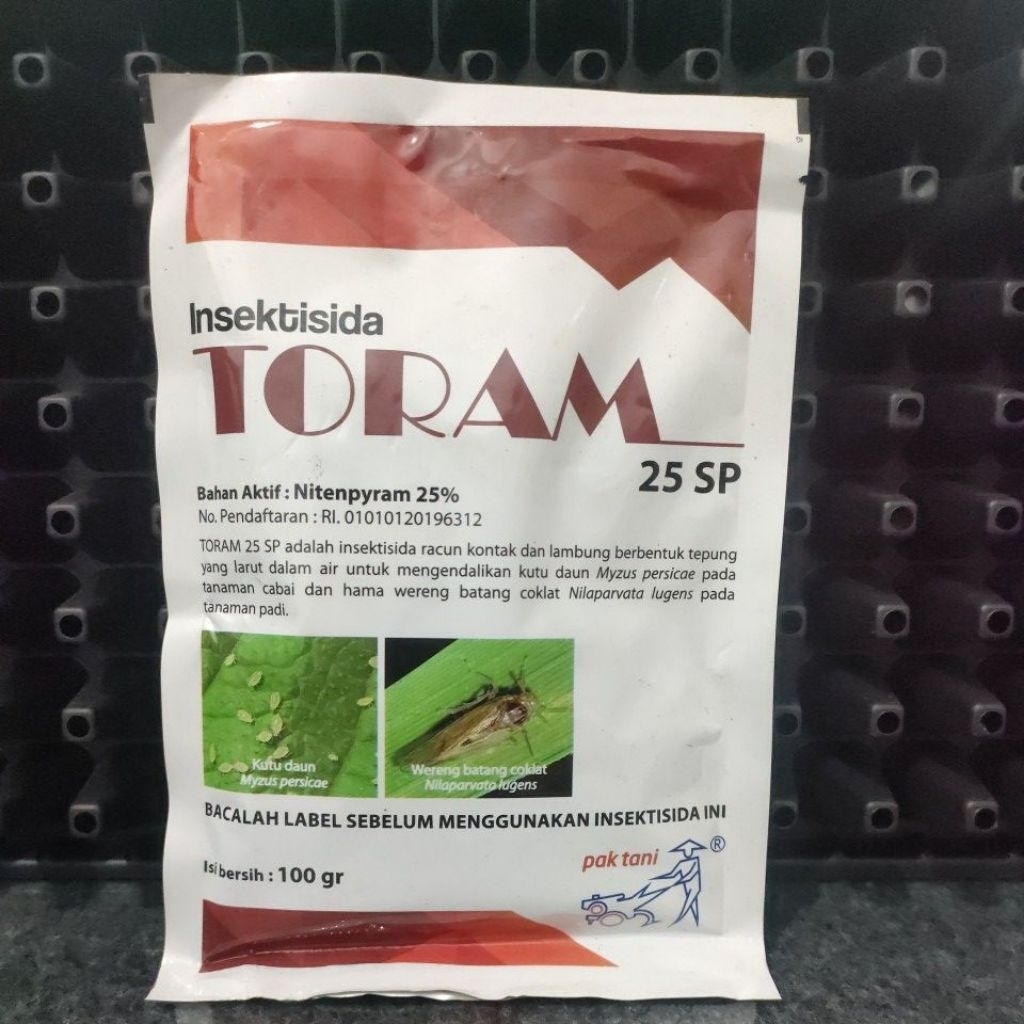 Insektisida
TORAM
25 SP
Bahan Aktif : Nitenpyram 25%
No. Pendaftaran : RI. 01010120196312
TORAM 25 SP adalah insektisida racun kontak dan lambung berbentuk tepung
yang larut dalam air untuk mengendalikan kutu daun Myzus persicae pada
tanaman cabai dan hama wereng batang coklat Nilaparvata lugens pada
tanaman padi.
Kutu daun
Myzus persicae
Wereng batang coklat
Nilaparvata lugens
BACALAH LABEL SEBELUM MENGGUNAKAN INSEKTISIDA INI
Isi bersih : 100 gr
pak tani ®